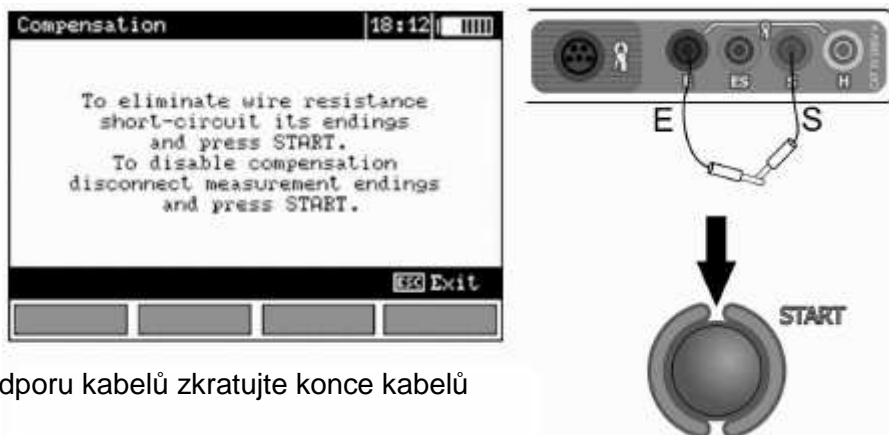 Compensation
18:12
To eliminate wire resistance
short-circuit its endings
and press START.
To disable compensation
disconnect measurement endings
and press START.
ESC Exit
E
ES
S
H
E
S
START
dporu kabelů zkratujte konce kabelů